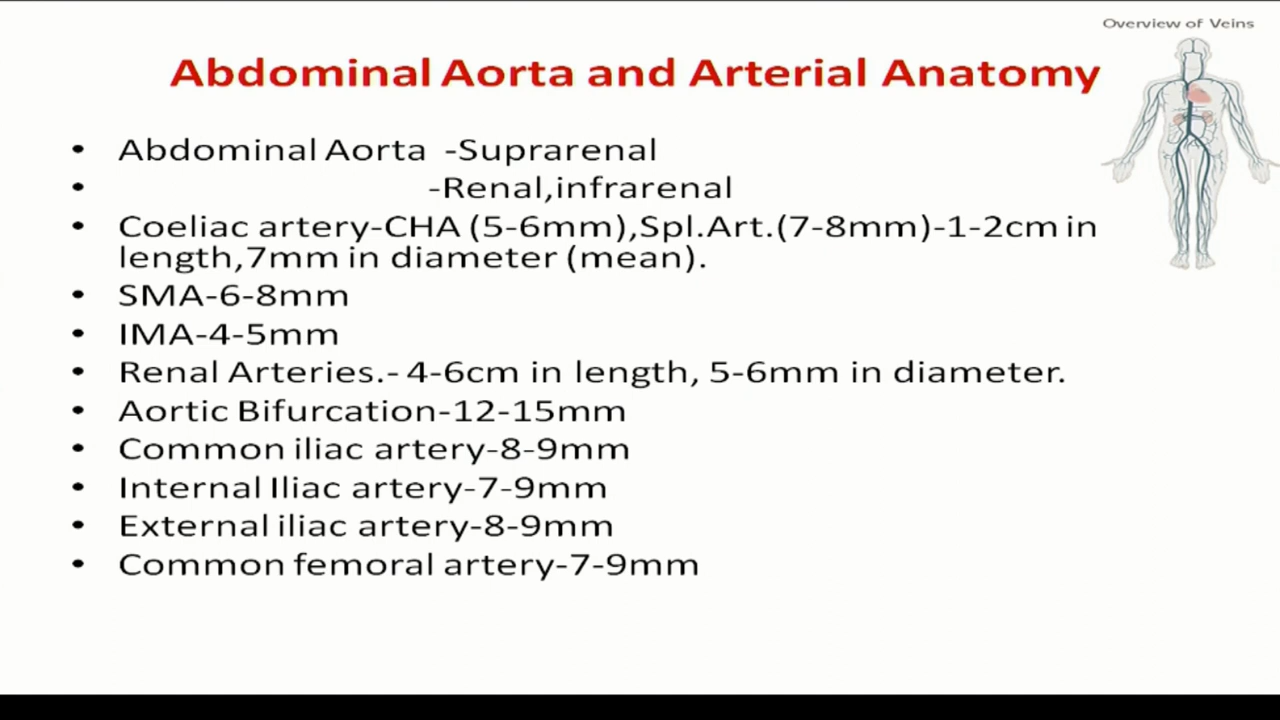 Overview of Veins
Abdominal Aorta and Arterial Anatomy
• Abdominal Aorta -Suprarenal
• -Renal,infrarenal
• Coeliac artery-CHA (5-6mm),Spl.Art.(7-8mm)-1-2cm in
length,7mm in diameter (mean).
• SMA-6-8mm
• IMA-4-5mm
• Renal Arteries.- 4-6cm in length, 5-6mm in diameter.
• Aortic Bifurcation-12-15mm
• Common iliac artery-8-9mm
• Internal Iliac artery-7-9mm
• External iliac artery-8-9mm
• Common femoral artery-7-9mm